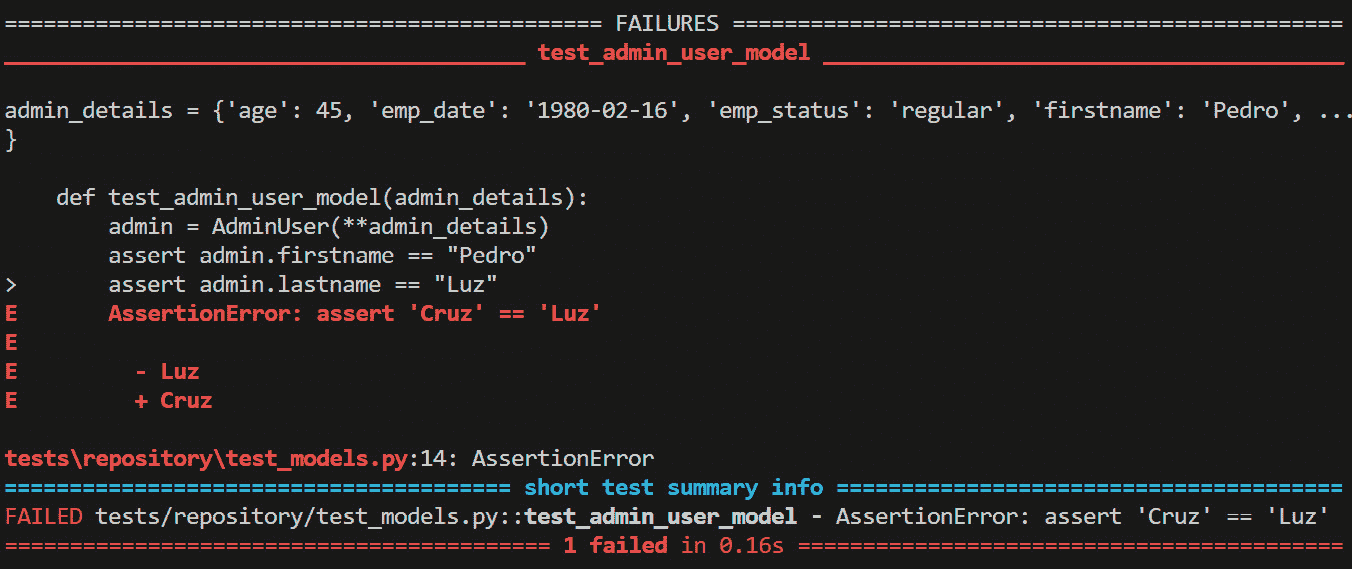 ============================================== FAILURES ===============================================
________________________________________ test_admin_user_model ________________________________________
admin_details = {'age': 45, 'emp_date': '1980-02-16', 'emp_status': 'regular', 'firstname': 'Pedro', ...
}
    def test_admin_user_model(admin_details):
        admin = AdminUser(**admin_details)
        assert admin.firstname == "Pedro"
>       assert admin.lastname == "Luz"
E       AssertionError: assert 'Cruz' == 'Luz'
E
E         - Luz
E         + Cruz
tests\repository\test_models.py:14: AssertionError
======================================= short test summary info =======================================
FAILED tests/repository/test_models.py::test_admin_user_model - AssertionError: assert 'Cruz' == 'Luz'
========================================== 1 failed in 0.16s ==========================================